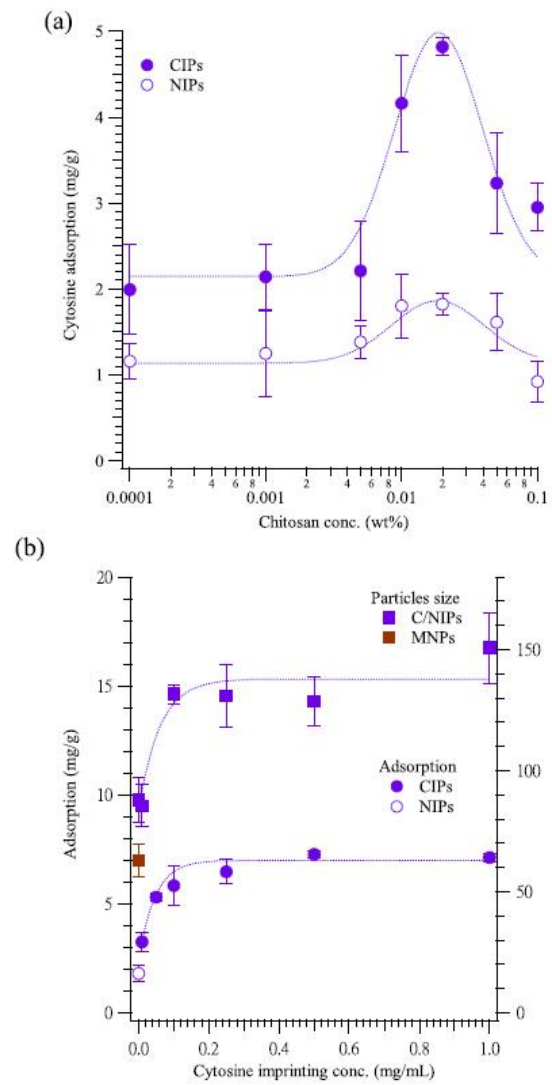 (a)
5
CIPs
NIPs
4
3
2
1
0
Cytosine adsorption (mg/g)
2 4 6 8 2 4 6 8 2 4 6 8
0.0001 0.001 0.01 0.1
Chitosan conc. (wt%)
(b)
20
Particles size
C/NIPs
MNPs
150
15
Adsorption
CIPs
NIPs
100
10
Adsorption (mg/g)
50
5
0 0
0.0 0.2 0.4 0.6 0.8 1.0
Cytosine imprinting conc. (mg/mL)